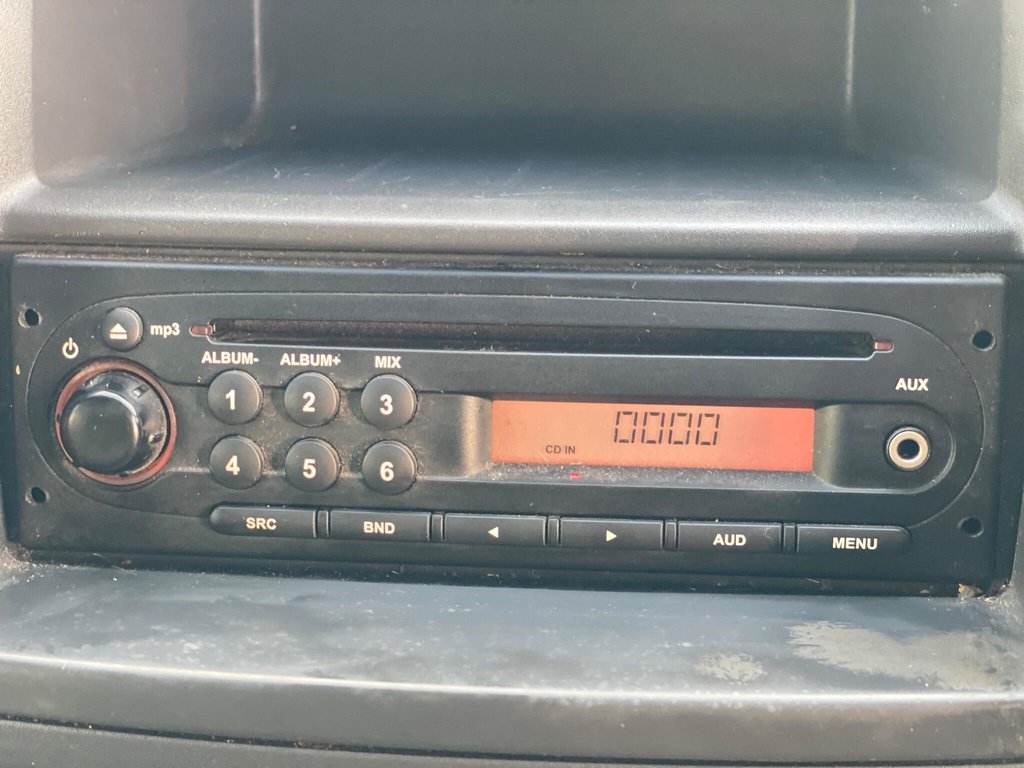 mp3
ALBUM- ALBUM+ MIX
AUX
1 2 3
0000
CD IN
4 5 6
SRC BND AUD MENU